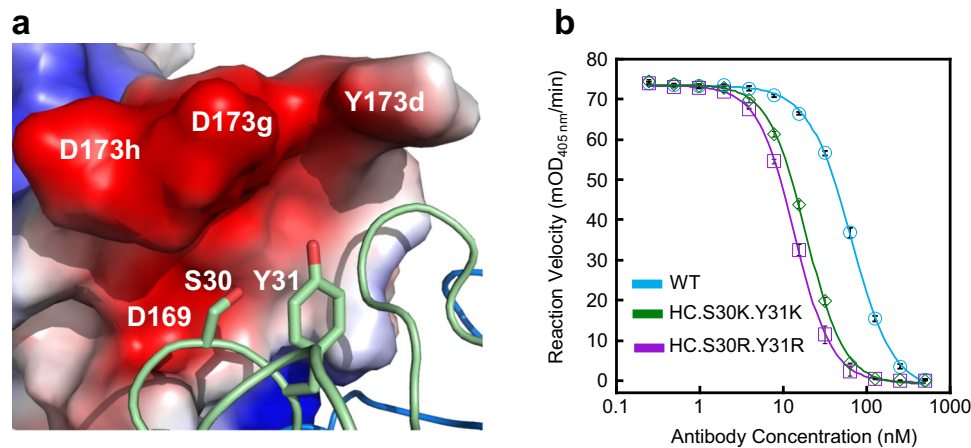 a
D173h
D173g
Y173d
S30
Y31
D169
b
Reaction Velocity (mOD405 nm/min)
80
70
60
50
40
30
20
10
0
WT
HC.S30K.Y31K
HC.S30R.Y31R
0.1
1
10
100
1000
Antibody Concentration (nM)